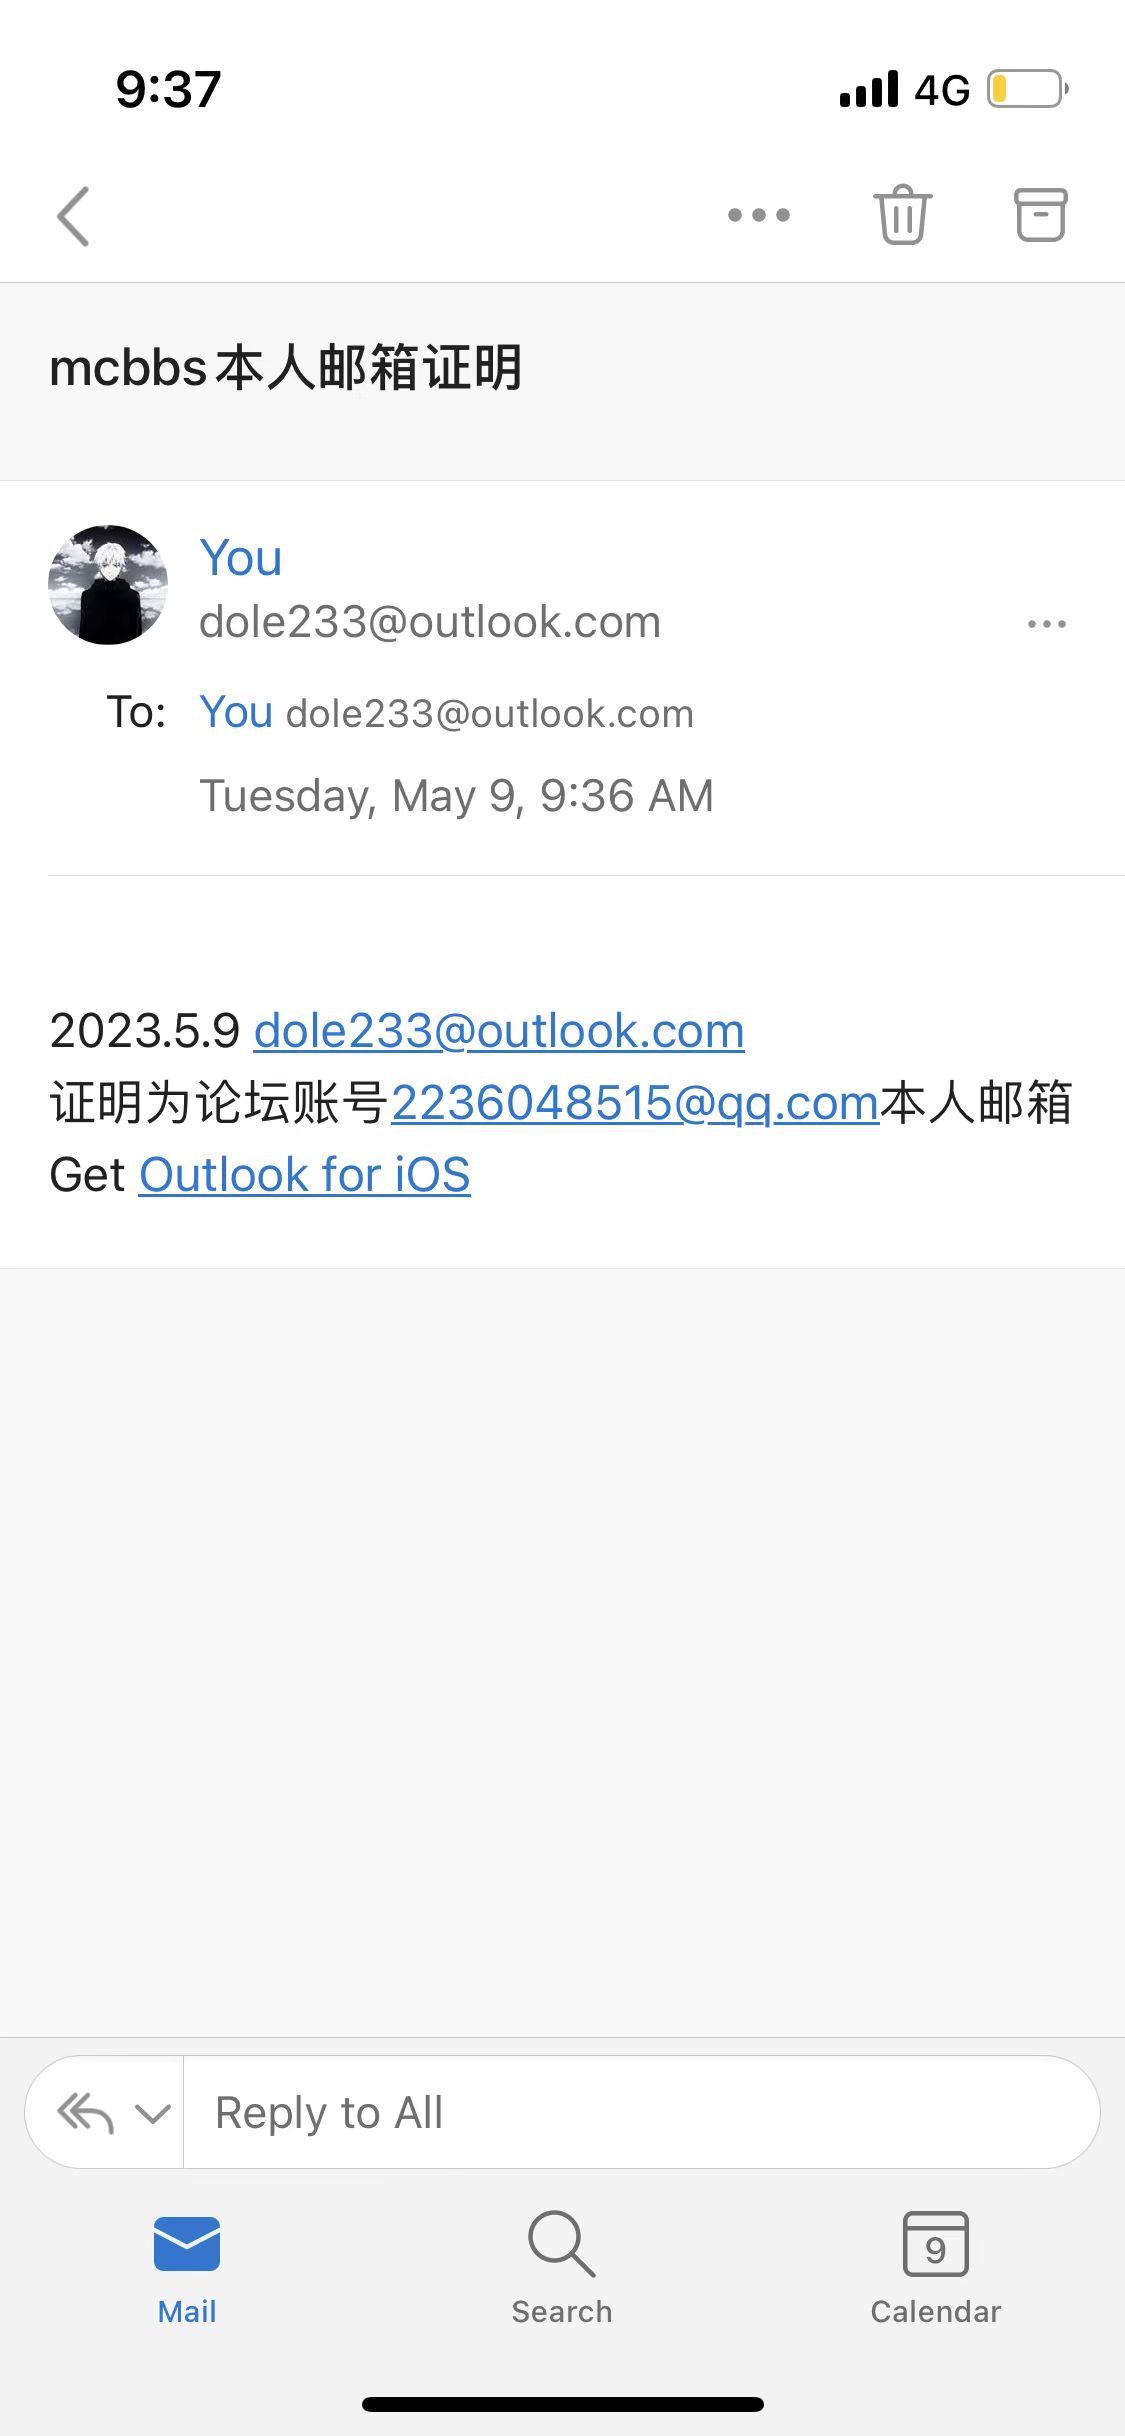 9:37
4G
mcbbs本人邮箱证明
You
dole233@outlook.com
To: You dole233@outlook.com
Tuesday, May 9, 9:36 AM
2023.5.9 dole233@outlook.com
证明为论坛账号2236048515@qq.com本人邮箱
Get Outlook for iOS
Reply to All
9
Mail
Search
Calendar